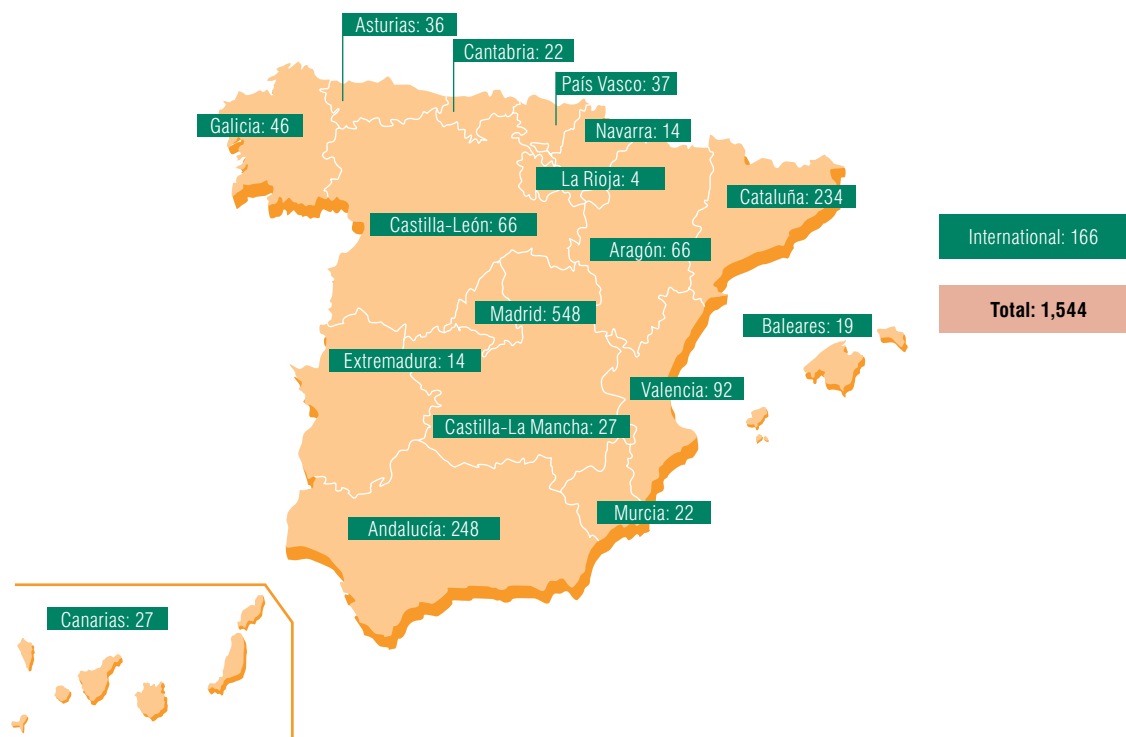 Asturias: 36
Cantabria: 22
País Vasco: 37
Galicia: 46
Navarra: 14
La Rioja: 4
Cataluña: 234
Castilla-León: 66
Aragón: 66
International: 166
Madrid: 548
Total: 1,544
Baleares: 19
Extremadura: 14
Valencia: 92
Castilla-La Mancha: 27
Murcia: 22
Andalucía: 248
Canarias: 27